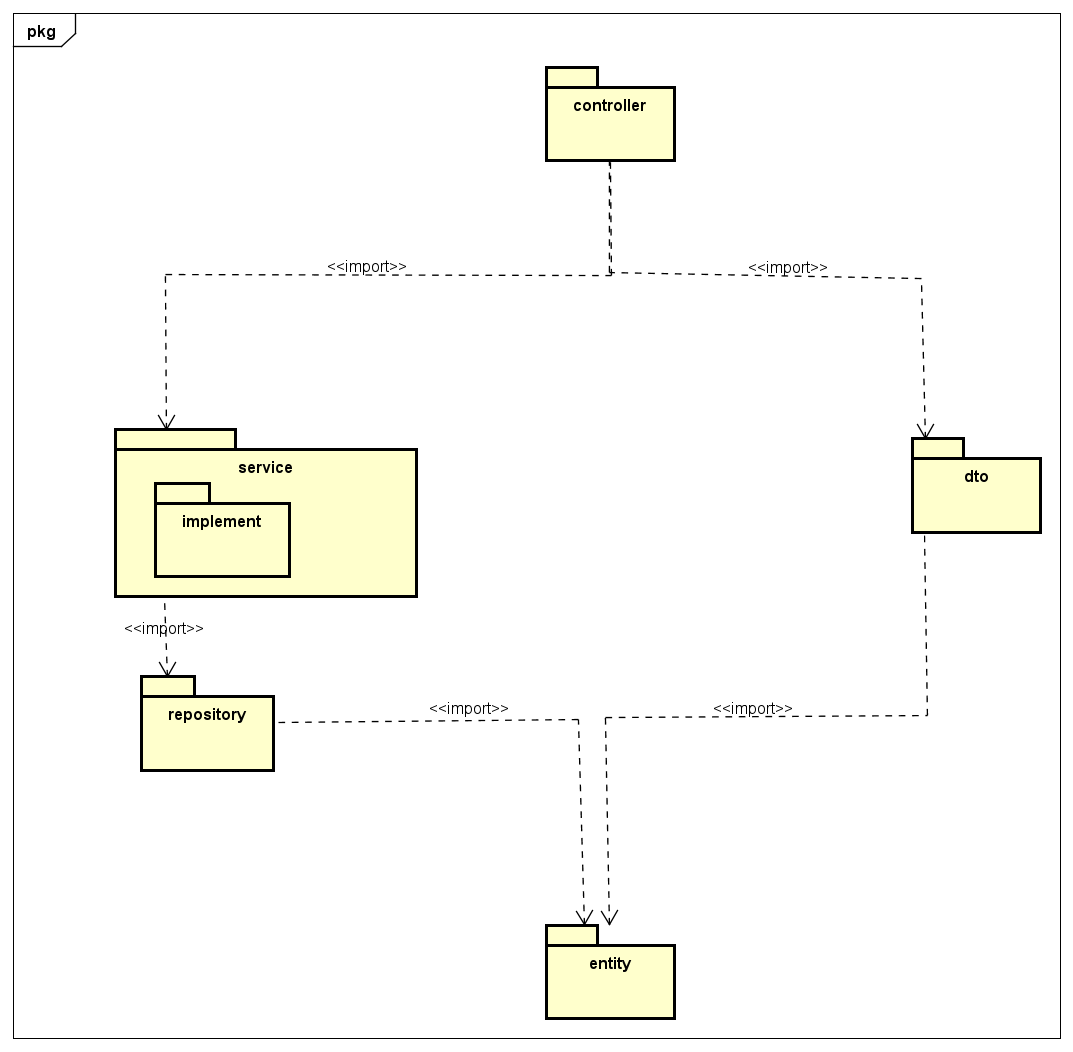 pkg
controller
<<import>>
<<import>>
service
dto
implement
<<import>>
repository
<<import>>
<<import>>
entity